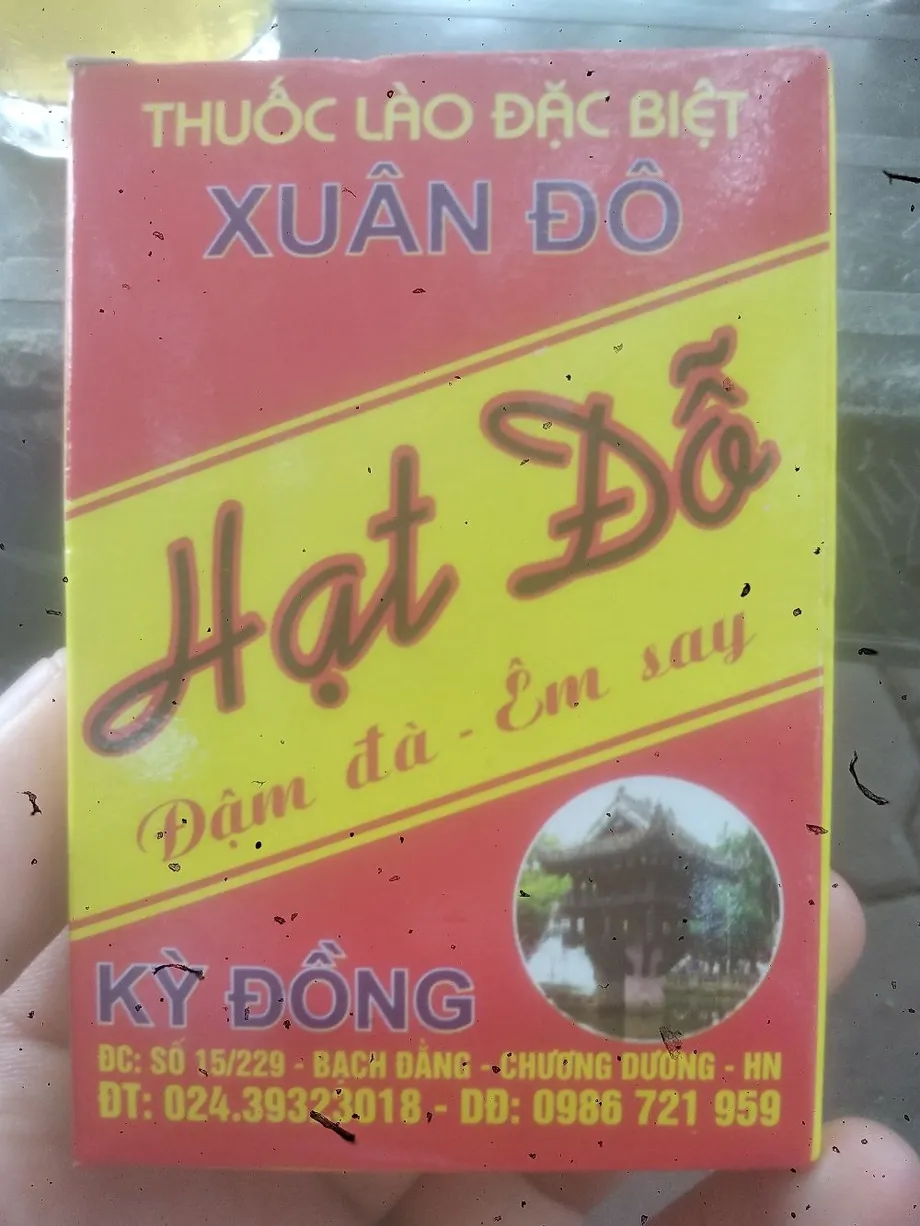 THUỐC LÀO ĐẶC BIỆT
XUÂN ĐÔ
Hạt Đỗ
Đậm đà - Êm say
KỲ ĐỒNG
ĐC: SỐ 15/229 - BẠCH ĐẰNG - CHƯƠNG DƯƠNG - HN
ĐT: 024.39323018 - DĐ: 0986 721 959